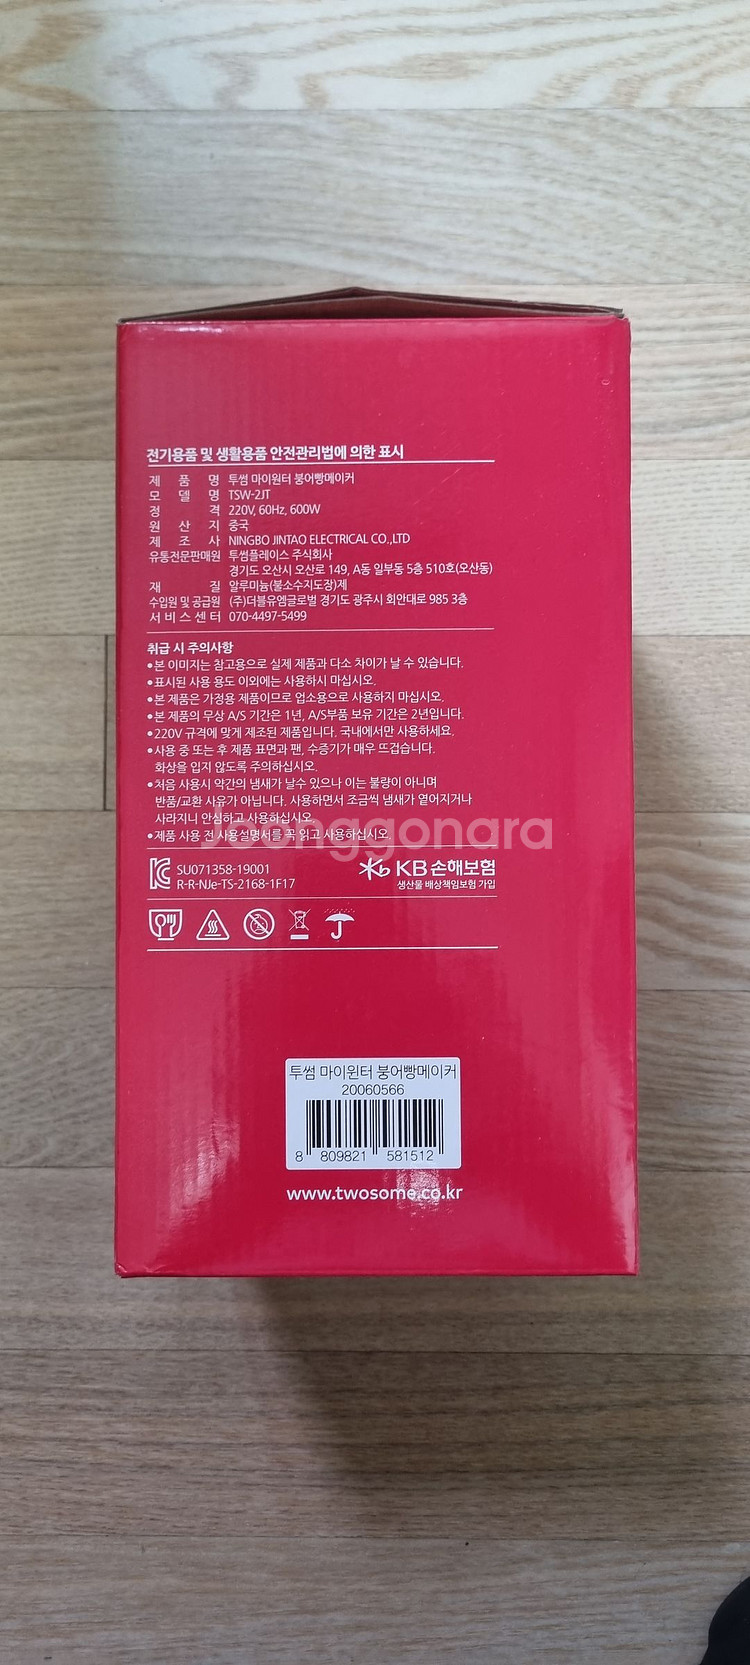 전기용품 및 생활용품 안전관리법에 의한 표시
제 품 명 투썸 마이윈터 붕어빵메이커
모 델 명 TSW-2JT
정 격 220V, 60Hz, 600W
원 산 지 중국
제 조 사 NINGBO JINTAO ELECTRICAL CO.,LTD
유통전문판매원 투썸플레이스 주식회사
경기도 오산시 오산로 149, A동 일부동 5층 510호(오산동)
재 질 알루미늄(불소수지도장)제
수입원 및 공급원 (주)더블유엠글로벌 경기도 광주시 회안대로 985 3층
서비스센터 070-4497-5499
취급 시 주의사항
•본 이미지는 참고용으로 실제 제품과 다소 차이가 날 수 있습니다.
•표시된 사용 용도 이외에는 사용하시 마십시오.
•본 제품은 가정용 제품이므로 업소용으로 사용하지 마십시오.
•본 제품의 무상 A/S 기간은 1년, A/S부품 보유 기간은 2년입니다.
•220V 규격에 맞게 제조된 제품입니다. 국내에서만 사용하세요.
•사용 중 또는 후 제품 표면과 팬, 수증기가 매우 뜨겁습니다.
화상을 입지 않도록 주의하십시오.
•처음 사용시 약간의 냄새가 날수 있으나 이는 불량이 아니며
반품/교환 사유가 아닙니다. 사용하면서 조금씩 냄새가 옅어지거나
사라지니 안심하고 사용하십시오.
•제품 사용 전 사용설명서를 꼭 읽고 사용하십시오.
Joonggonara
SU071358-19001
R-R-NJe-TS-2168-1F17
KB손해보험
생산물 배상책임보험 가입
투썸 마이윈터 붕어빵메이커
20060566
8 809821 581512
www.twosome.co.kr